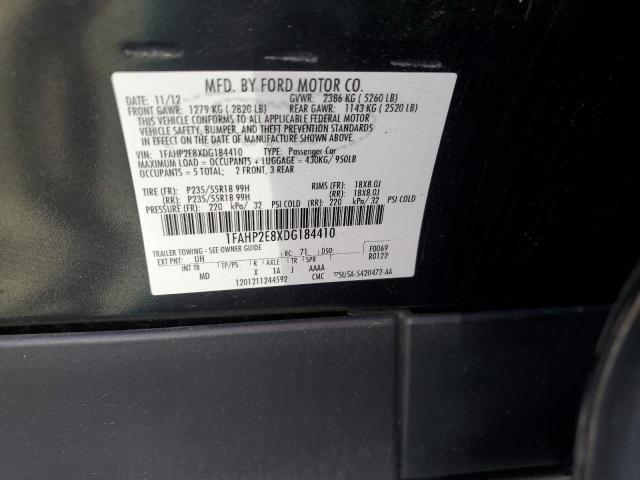 MFD. BY FORD MOTOR CO.
DATE: 11/12 GVWR: 2386 KG ( 5260 LB)
FRONT GAWR: 1279 KG ( 2820 LB) REAR GAWR: 1143 KG ( 2520 LB)
THIS VEHICLE CONFORMS TO ALL APPLICABLE FEDERAL MOTOR
VEHICLE SAFETY, BUMPER, AND THEFT PREVENTION STANDARDS
IN EFFECT ON THE DATE OF MANUFACTURE SHOWN ABOVE.
VIN: 1FAHP2E8XDG184410 TYPE: Passenger Car
MAXIMUM LOAD = OCCUPANTS + LUGGAGE = 430KG/ 950LB
OCCUPANTS = 5 TOTAL: 2 FRONT, 3 REAR
TIRE (FR): P235/55R18 99H RIMS (FR): 18X8.0J
(RR): P235/55R18 99H (RR): 18X8.0J
PRESSURE (FR): 220 kPa/ 32 PSI COLD (RR): 220 kPa/ 32 PSI COLD
1FAHP2E8XDG184410
TRAILER TOWING - SEE OWNER GUIDE F0069
EXT PNT: UH RC: 71 DSO: R0122
INT TR TP/PS R AXLE TR SPR
MD X 1A J AAAA
1201211244592 CMC 5U5A-5420472-AA